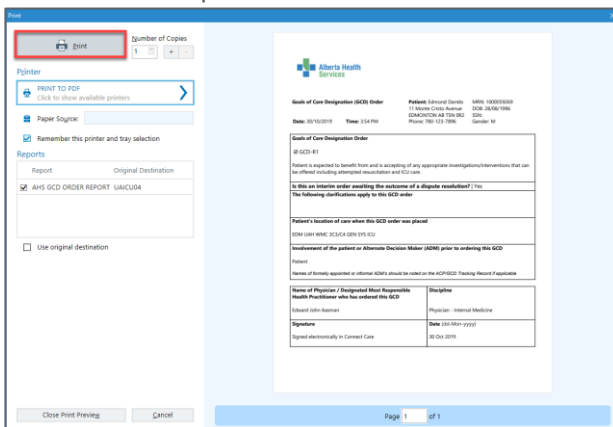 Print
Print
Number of Copies
1
+ -
Printer
PRINT TO PDF
Click to show available printers
Paper Source:
Remember this printer and tray selection
Reports
Report Original Destination
AHS GCD ORDER REPORT UAICU04
Use original destination
Close Print Preview Cancel
Alberta Health
Services
Goals of Care Designation (GCD) Order
Patient: Edmond Dantes MRN: 1000059369
11 Monte Cristo Avenue DOB: 28/08/1996
EDMONTON AB T5N 0R2 SSN:
Date: 30/10/2019 Time: 3:54 PM Phone: 780-123-7896 Gender: M
Goals of Care Designation Order
GCD-R1
Patient is expected to benefit from and is accepting of any appropriate investigations/interventions that can
be offered including attempted resuscitation and ICU care.
Is this an interim order awaiting the outcome of a dispute resolution? | Yes
The following clarifications apply to this GCD order
Patient's location of care when this GCD order was placed
EDM UAH WMC 3C3/C4 GEN SYS ICU
Involvement of the patient or Alternate Decision Maker (ADM) prior to ordering this GCD
Patient
Names of formally appointed or informal ADM's should be noted on the ACP/GCD Tracking Record if applicable
Name of Physician / Designated Most Responsible Discipline
Health Practitioner who has ordered this GCD
Edward John Aasman Physician - Internal Medicine
Signature Date (dd-Mon-yyyy)
Signed electronically in Connect Care 30 Oct 2019
Page 1 of 1